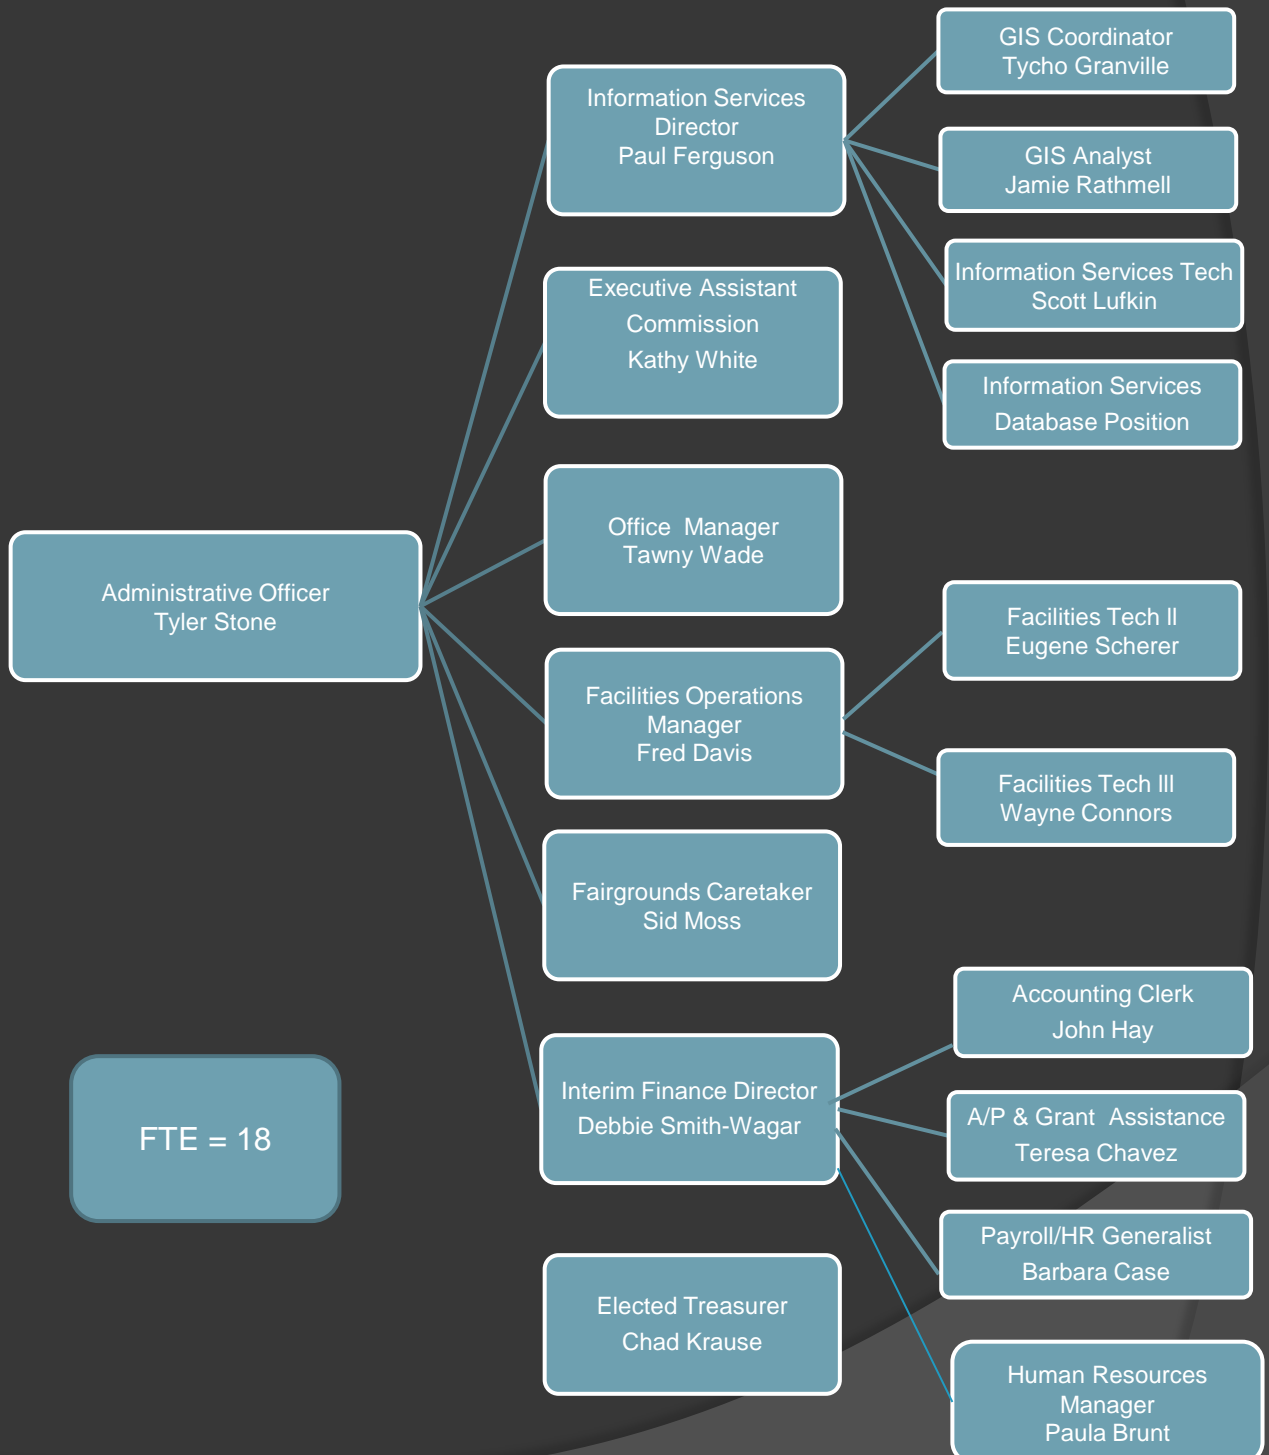 GIS Coordinator
Tycho Granville
Information Services
Director
Paul Ferguson
GIS Analyst
Jamie Rathmell
Information Services Tech
Scott Lufkin
Executive Assistant
Commission
Kathy White
Information Services
Database Position
Office  Manager
Tawny Wade
Administrative Officer
Tyler Stone
Facilities Tech ll
Eugene Scherer
Facilities Operations
Manager
Fred Davis
Facilities Tech lll
Wayne Connors
Fairgrounds Caretaker
Sid Moss
Accounting Clerk
John Hay
Interim Finance Director
Debbie Smith-Wagar
FTE = 18
A/P & Grant  Assistance
Teresa Chavez
Payroll/HR Generalist
Barbara Case
Elected Treasurer
Chad Krause
Human Resources
Manager
Paula Brunt